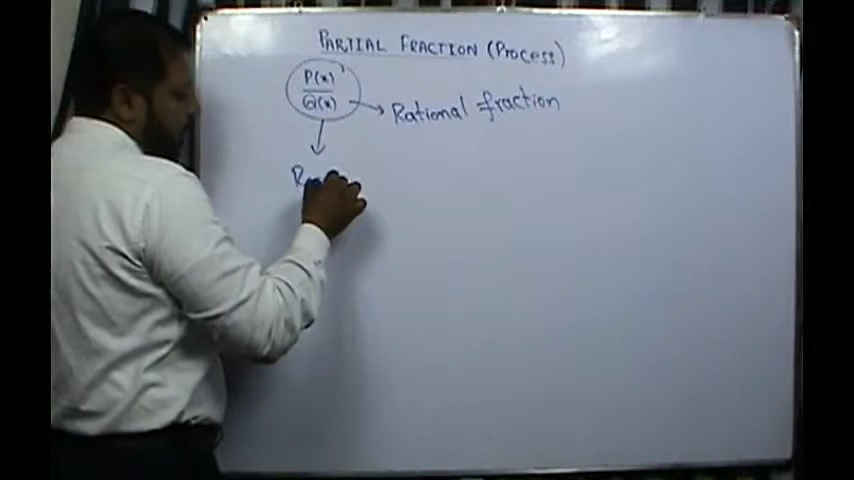 PARTIAL FRACTION (Process)
P(x)
Q(x)
Rational fraction